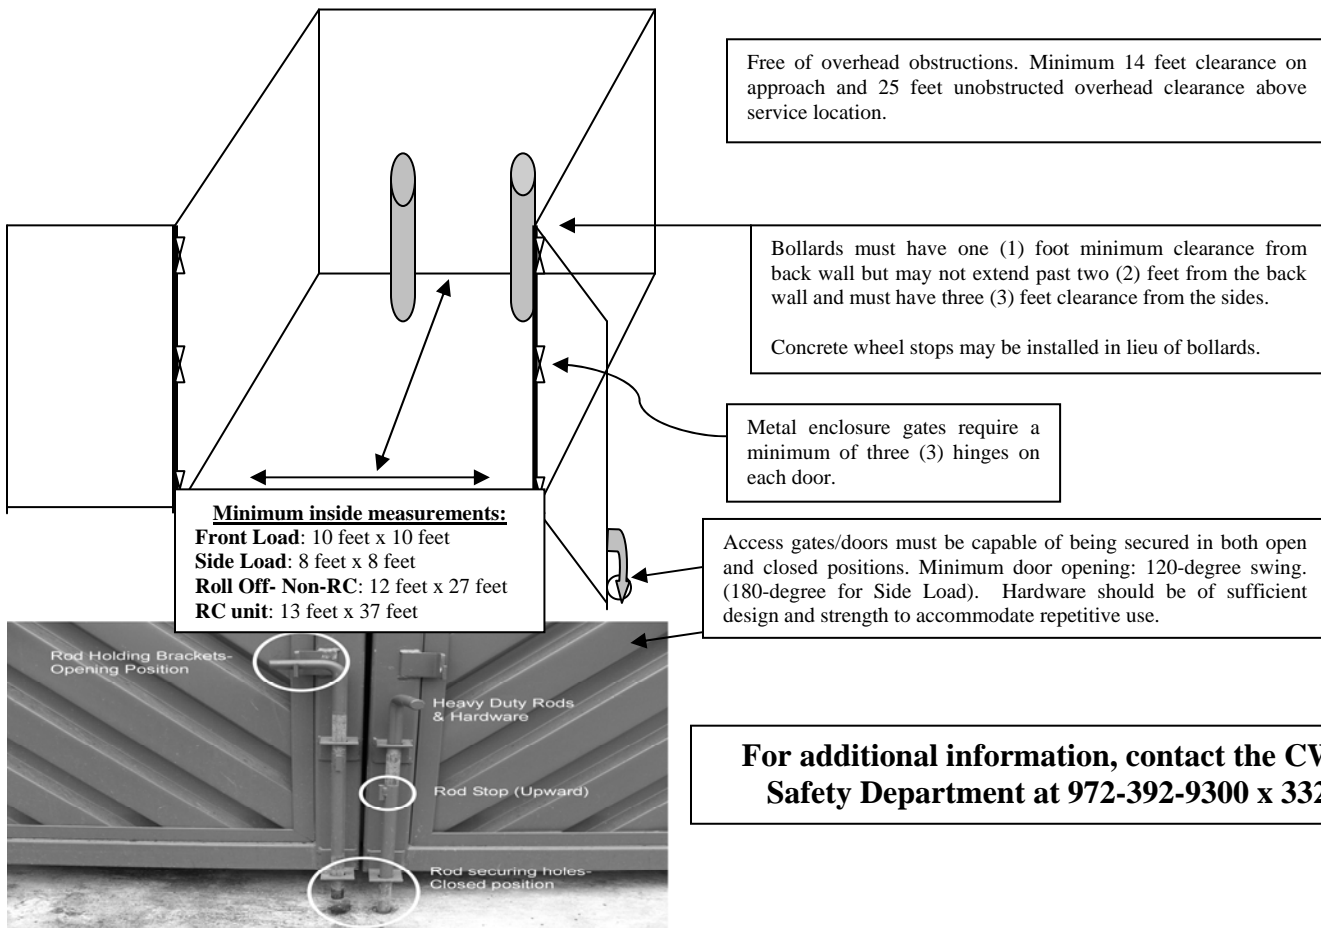 Free of overhead obstructions. Minimum 14 feet clearance on
approach and 25 feet unobstructed overhead clearance above
service location.
Bollards must have one (1) foot minimum clearance from
back wall but may not extend past two (2) feet from the back
wall and must have three (3) feet clearance from the sides.
Concrete wheel stops may be installed in lieu of bollards.
Metal enclosure gates require a
minimum of three (3) hinges on
each door.
Minimum inside measurements:
Front Load: 10 feet x 10 feet
Side Load: 8 feet x 8 feet
Roll Off- Non-RC: 12 feet x 27 feet
RC unit: 13 feet x 37 feet
Access gates/doors must be capable of being secured in both open
and closed positions. Minimum door opening: 120-degree swing.
(180-degree for Side Load). Hardware should be of sufficient
design and strength to accommodate repetitive use.
Rod Holding Brackets-
Opening Position
Heavy Duty Rods
& Hardware
Rod Stop (Upward)
Rod securing holes-
Closed position
For additional information, contact the
Safety Department at 972-392-9300 x